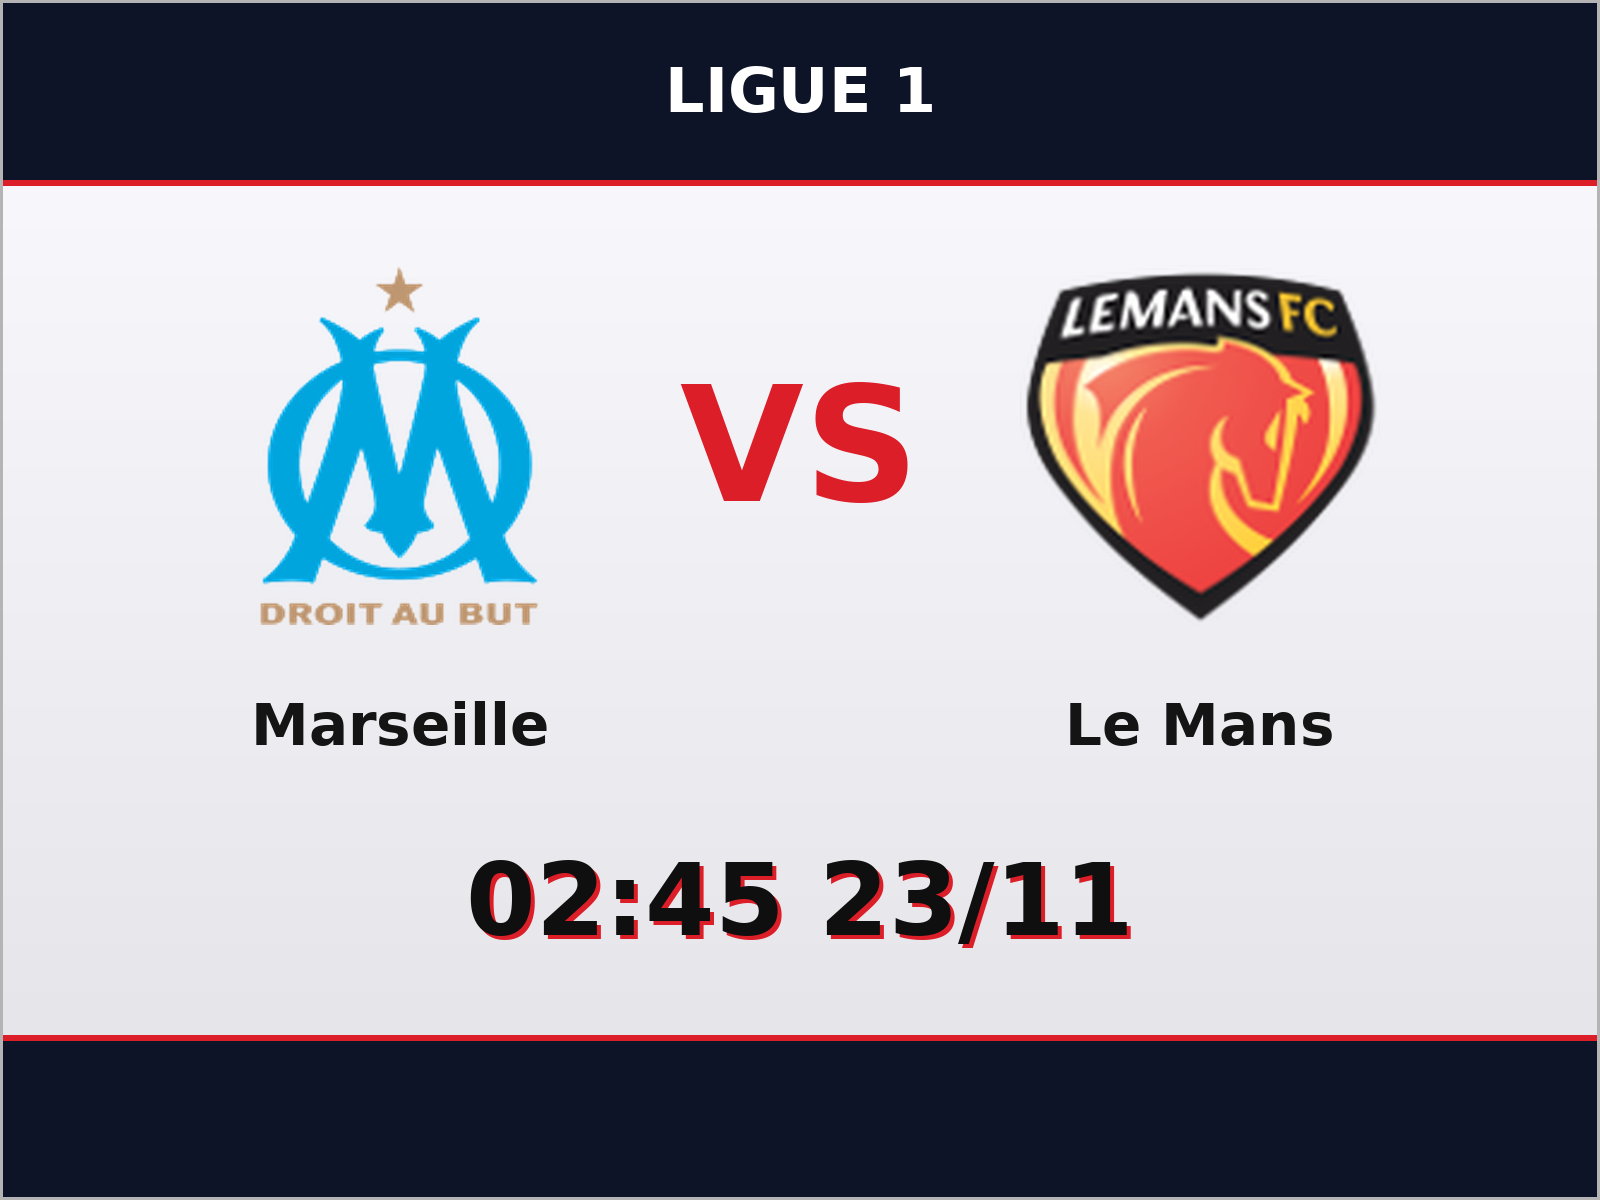 LIGUE 1
DROIT AU BUT
LEMANS FC
VS
Marseille
Le Mans
02:45 23/11